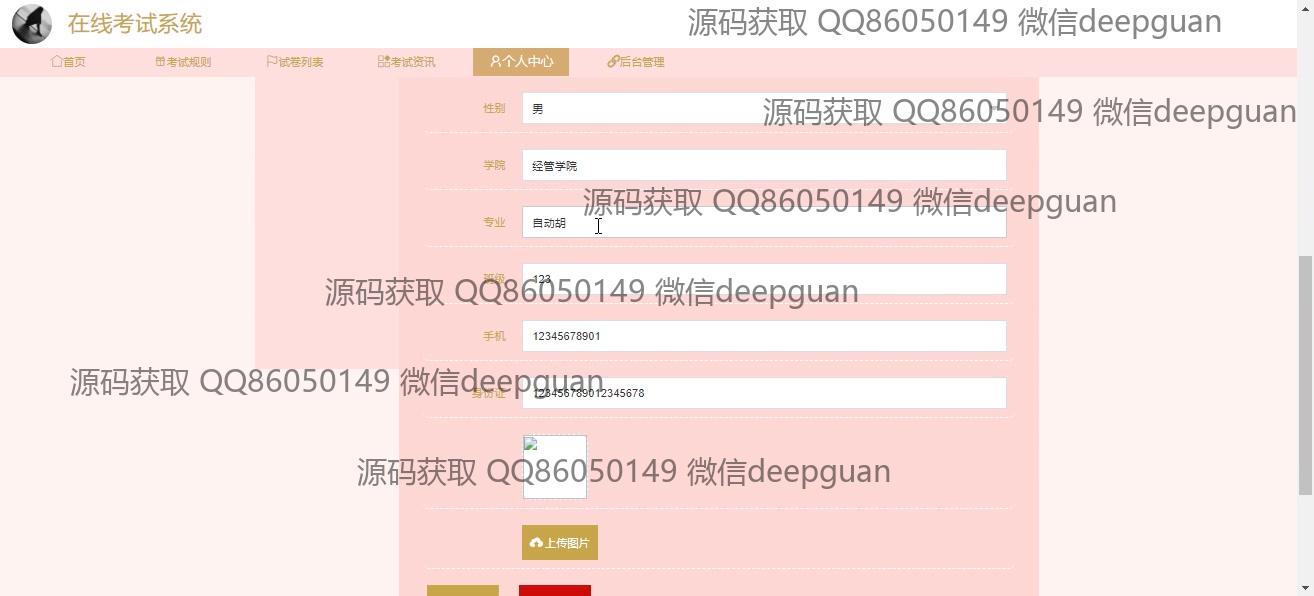 在线考试系统
源码获取 QQ86050149 微信deepguan
首页 考试规则 试卷列表 考试资讯 个人中心 后台管理
性别 男
源码获取 QQ86050149 微信deepguan
学院 经管学院
源码获取 QQ86050149 微信deepguan
专业 自动胡
班级 123
源码获取 QQ86050149 微信deepguan
手机 12345678901
源码获取 QQ86050149 微信deepguan
身份证 123456789012345678
源码获取 QQ86050149 微信deepguan
上传图片